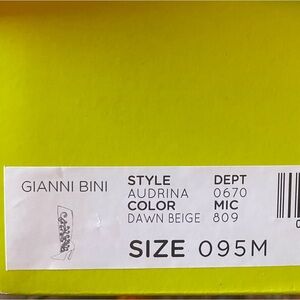 GIANNI BINI
STYLE DEPT
AUDRINA 0670
COLOR MIC
DAWN BEIGE 809
SIZE 095M